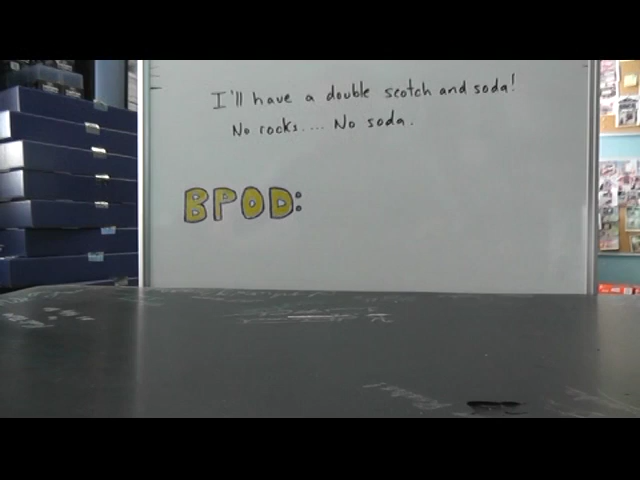 I'll have a double scotch and soda!
No rocks.... No soda.
BPOD: